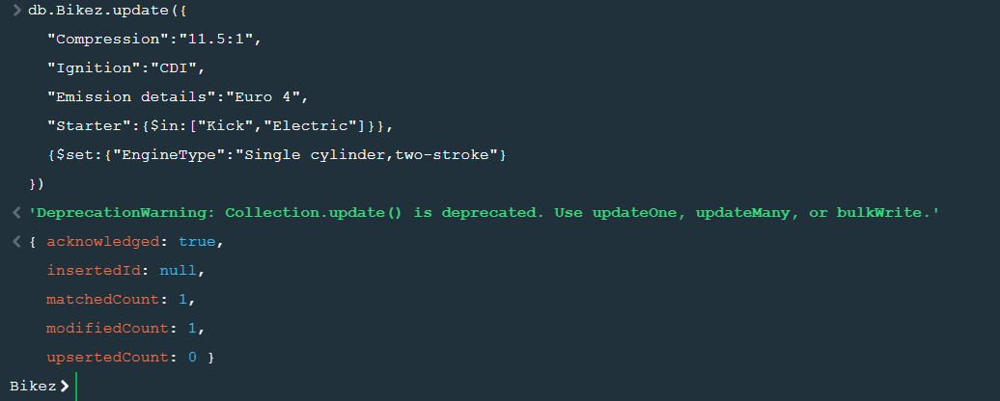 > db.Bikez.update({
"Compression":"11.5:1",
"Ignition":"CDI",
"Emission details":"Euro 4",
"Starter":{$in:["Kick","Electric"]}},
{$set:{"EngineType":"Single cylinder,two-stroke"}
})
< 'DeprecationWarning: Collection.update() is deprecated. Use updateOne, updateMany, or bulkWrite.'
< { acknowledged: true,
insertedId: null,
matchedCount: 1,
modifiedCount: 1,
upsertedCount: 0 }
Bikez>